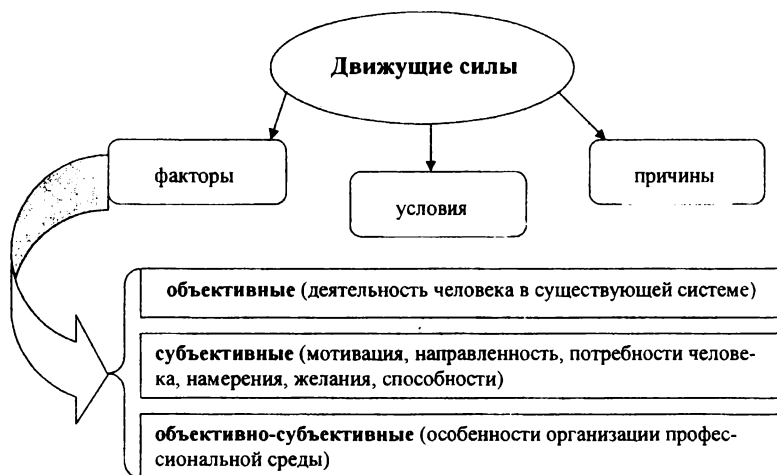 Движущие силы
факторы
условия
причины
объективные (деятельность человека в существующей системе)
субъективные (мотивация, направленность, потребности челове-
ка, намерения, желания, способности)
объективно-субъективные (особенности организации профес-
сиональной среды)